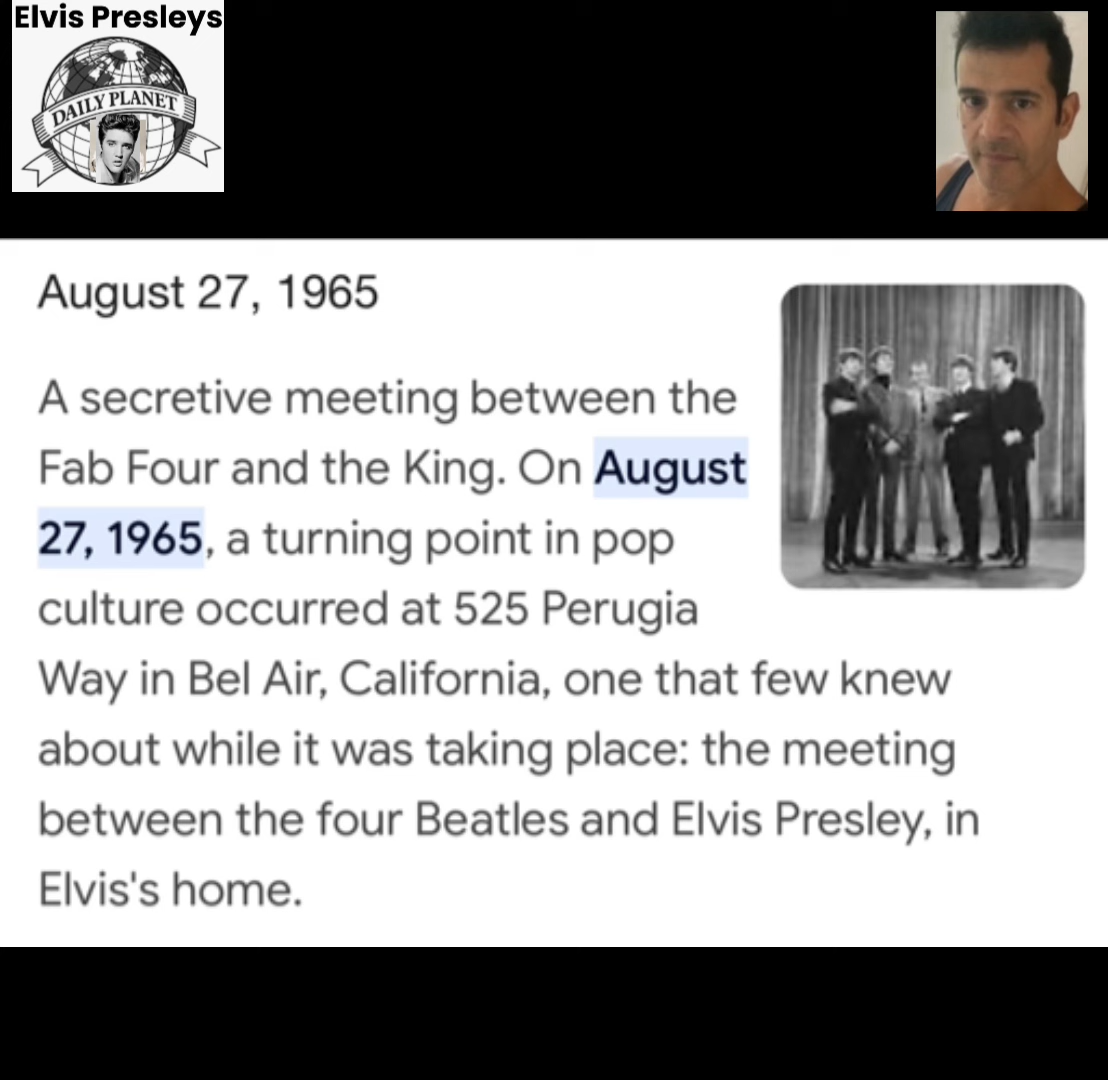 Elvis Presleys
DAILY PLANET
August 27, 1965
A secretive meeting between the
Fab Four and the King. On August
27, 1965, a turning point in pop
culture occurred at 525 Perugia
Way in Bel Air, California, one that few knew
about while it was taking place: the meeting
between the four Beatles and Elvis Presley, in
Elvis's home.